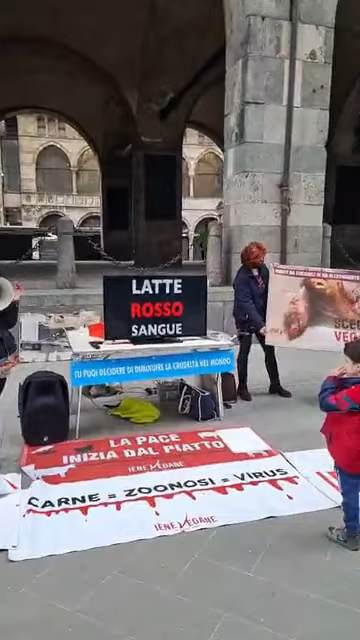 LATTE
ROSSO
SANGUE
TU PUOI DECIDERE DI DIMINUIRE LA CRUDELTÀ NEL MONDO
LA PACE
INIZIA DAL PIATTO
IENE VEGANE
CARNE = ZOONOSI = VIRUS
IENE VEGANE